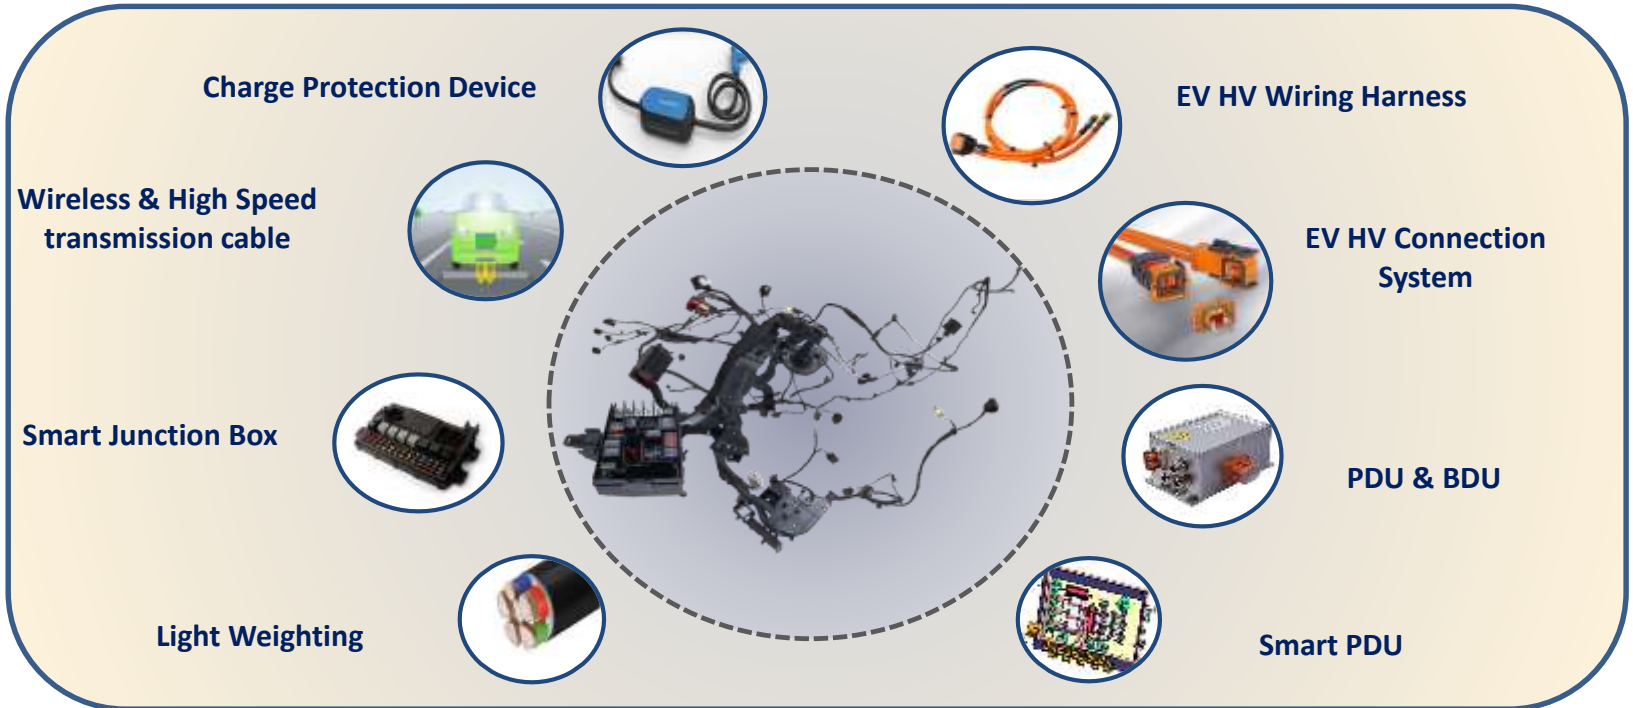 Charge Protection Device
EV HV Wiring Harness
Wireless & High Speed
transmission cable
EV HV Connection
System
Smart Junction Box
PDU & BDU
Light Weighting
Smart PDU